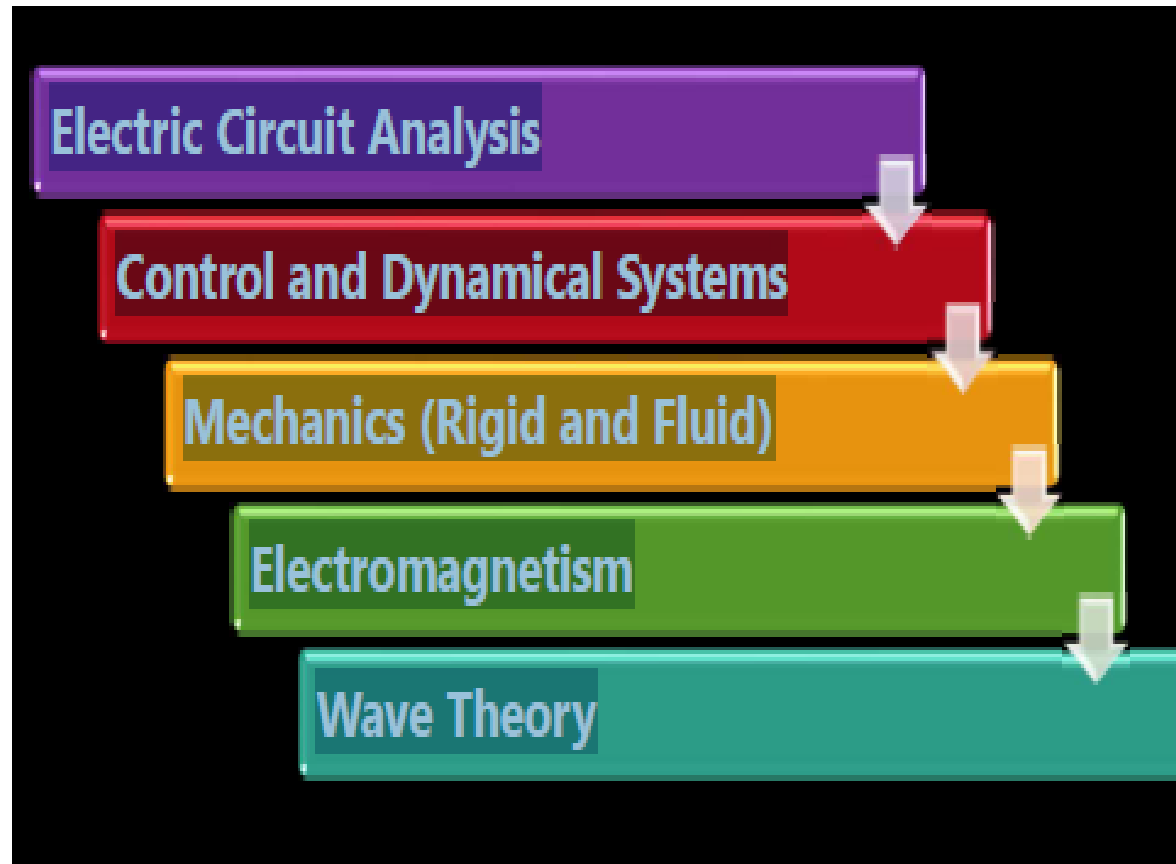 Electric Circuit Analysis
Control and Dynamical Systems
Mechanics (Rigid and Fluid)
Electromagnetism
Wave Theory